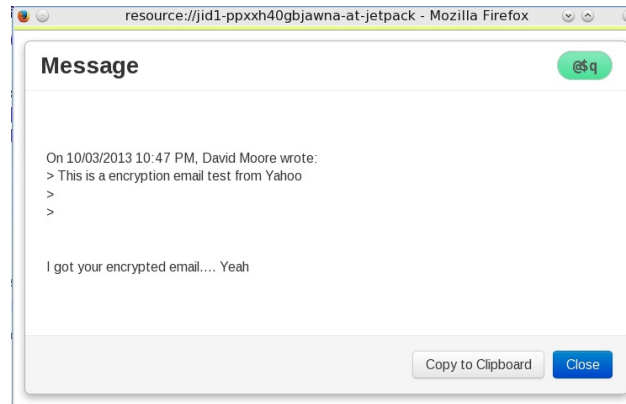 resource://jid1-ppxxh40gbjawna-at-jetpack - Mozilla Firefox
Message
@$q
On 10/03/2013 10:47 PM, David Moore wrote:
> This is a encryption email test from Yahoo
>
>
I got your encrypted email.... Yeah
Copy to Clipboard
Close